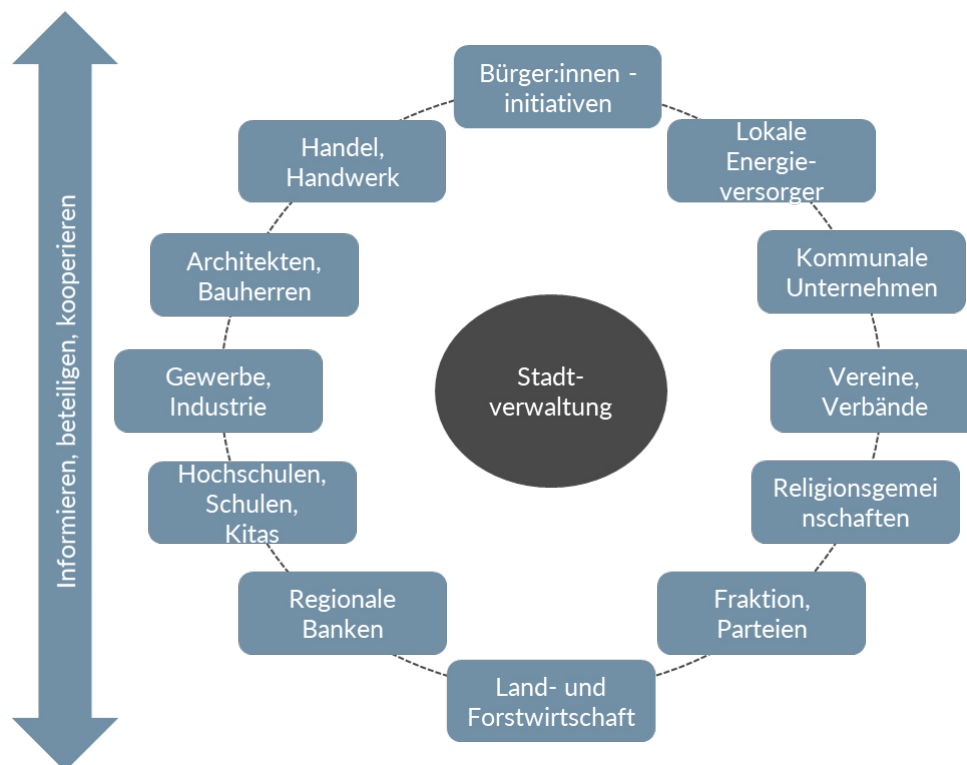 Informieren, beteiligen, kooperieren
Bürger:innen -
initiativen
Lokale
Energie-
versorger
Kommunale
Unternehmen
Vereine,
Verbände
Religionsgemei
nschaften
Fraktion,
Parteien
Land- und
Forstwirtschaft
Regionale
Banken
Hochschulen,
Schulen,
Kitas
Gewerbe,
Industrie
Architekten,
Bauherren
Handel,
Handwerk
Stadt-
verwaltung